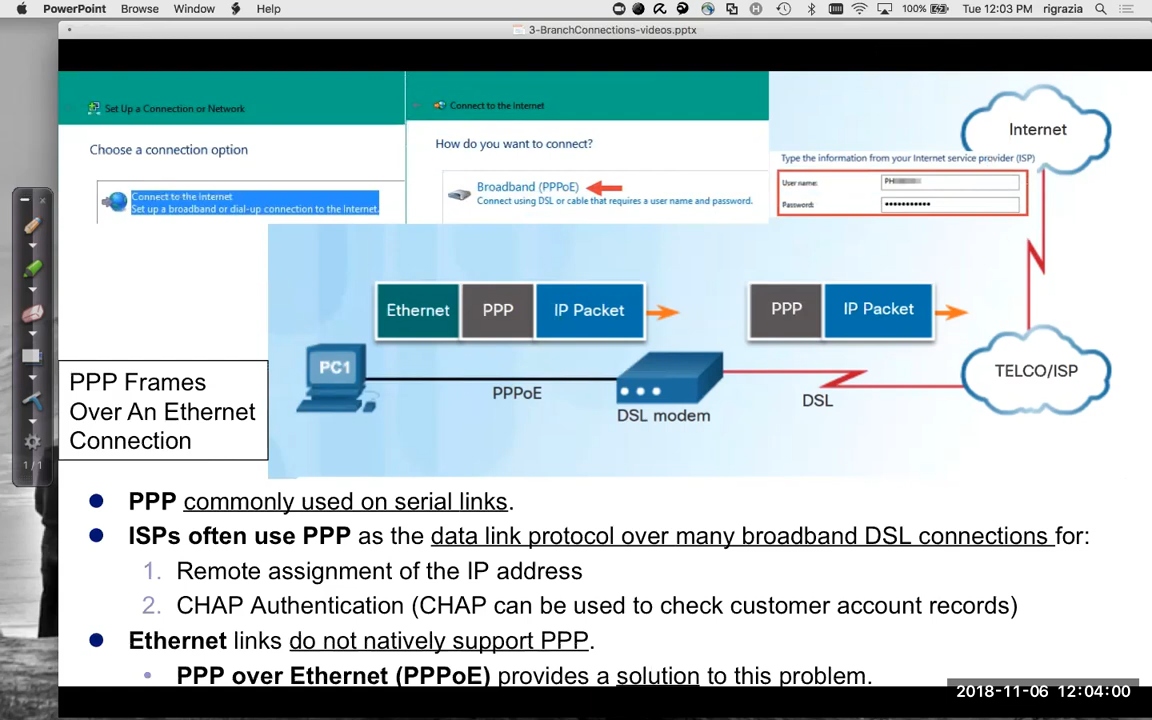 PowerPoint Browse Window Help 100% Tue 12:03 PM rigrazia
3-BranchConnections-videos.pptx
Set Up a Connection or Network
Choose a connection option
Connect to the Internet
Set up a broadband or dial-up connection to the Internet.
Connect to the Internet
How do you want to connect?
Broadband (PPPoE)
Connect using DSL or cable that requires a user name and password.
Type the information from your Internet service provider (ISP)
User name:
Password:
Internet
Ethernet PPP IP Packet
PPP IP Packet
PC1
PPPoE
DSL modem
DSL
TELCO/ISP
PPP Frames
Over An Ethernet
Connection
1/1
● PPP commonly used on serial links.
● ISPs often use PPP as the data link protocol over many broadband DSL connections for:
1. Remote assignment of the IP address
2. CHAP Authentication (CHAP can be used to check customer account records)
● Ethernet links do not natively support PPP.
• PPP over Ethernet (PPPoE) provides a solution to this problem.
2018-11-06 12:04:00